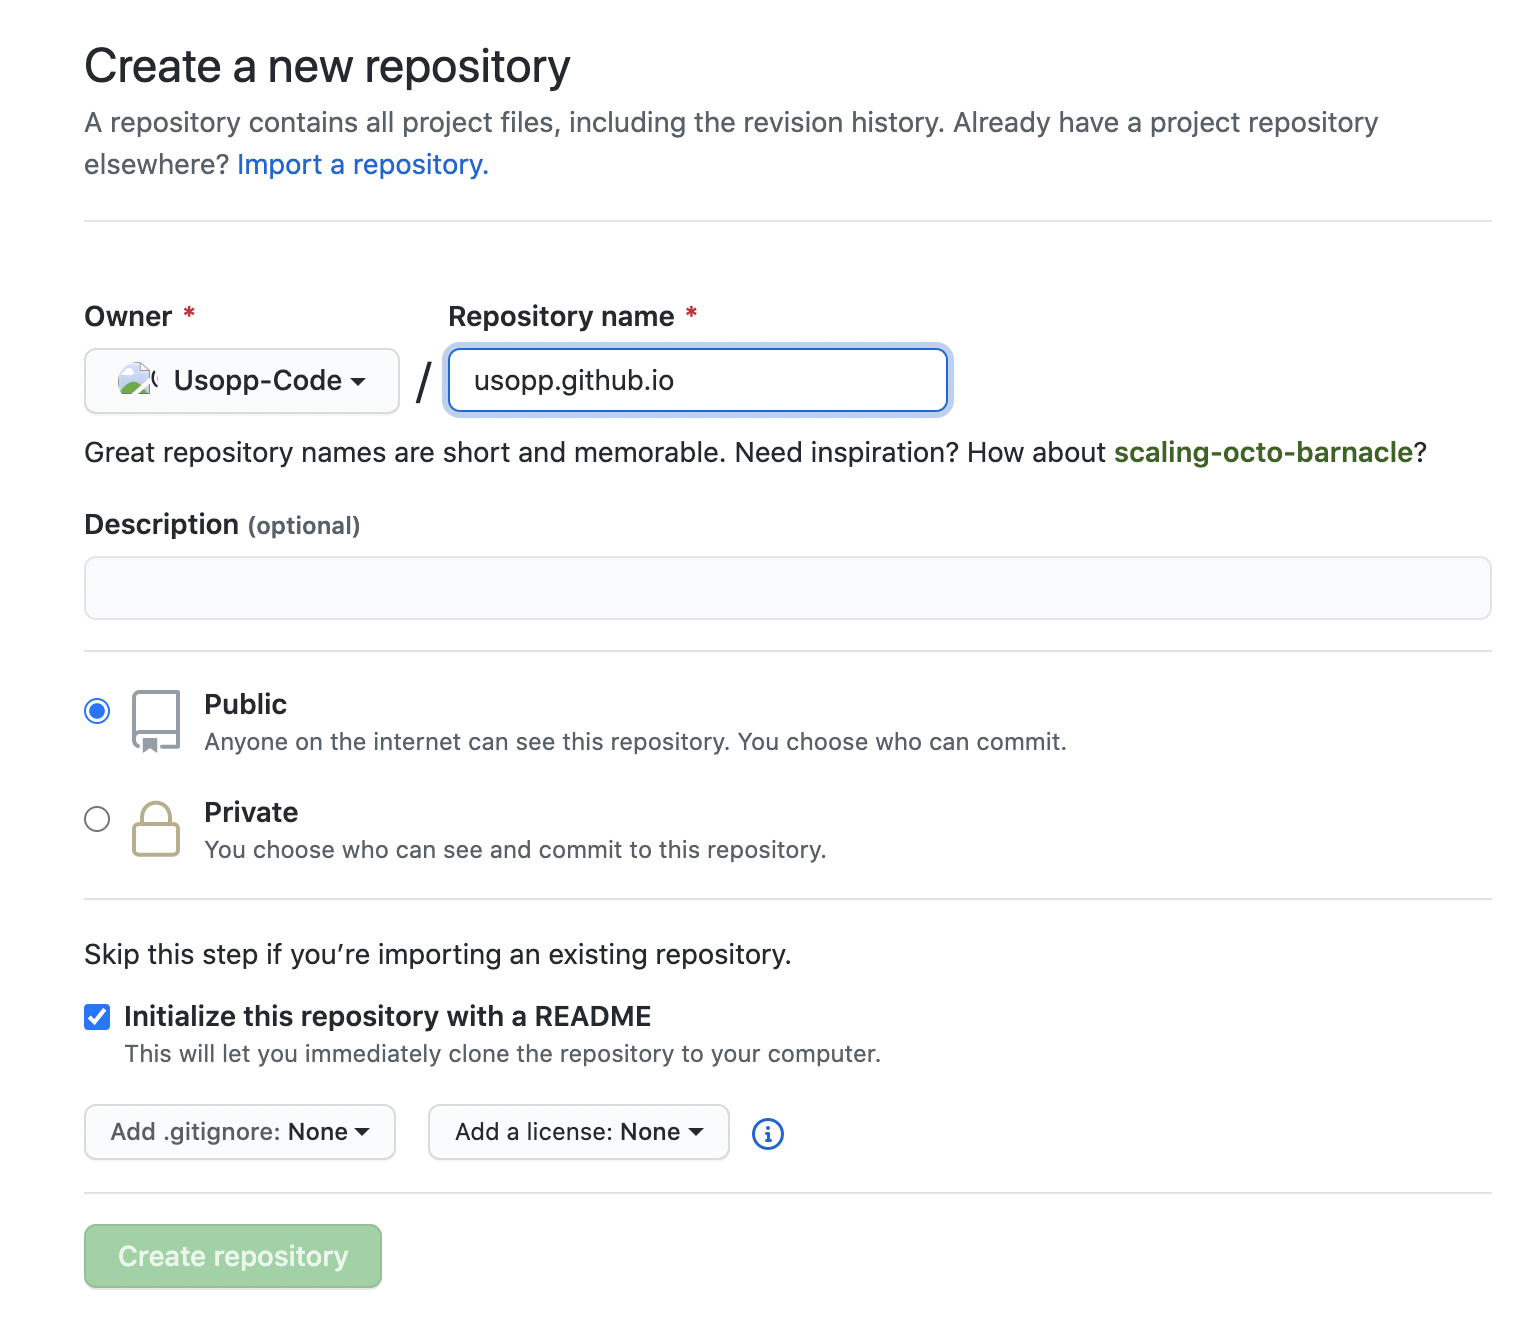 Create a new repository
A repository contains all project files, including the revision history. Already have a project repository
elsewhere? Import a repository.
Owner *
Repository name *
Usopp-Code / usopp.github.io
Great repository names are short and memorable. Need inspiration? How about scaling-octo-barnacle?
Description (optional)
Public
Anyone on the internet can see this repository. You choose who can commit.
Private
You choose who can see and commit to this repository.
Skip this step if you’re importing an existing repository.
Initialize this repository with a README
This will let you immediately clone the repository to your computer.
Add .gitignore: None
Add a license: None
Create repository